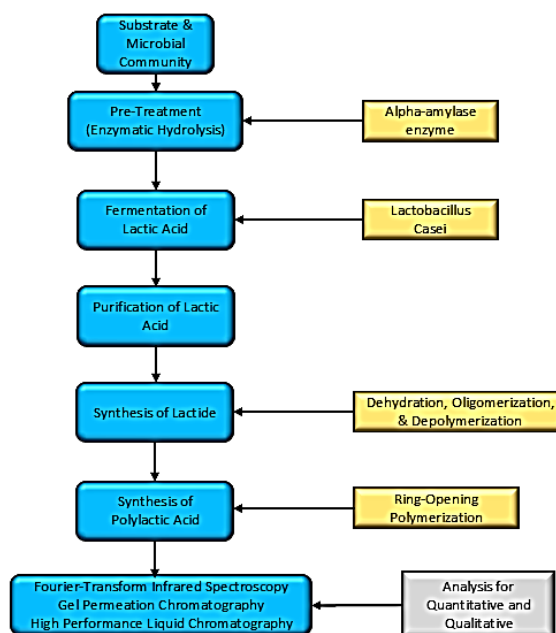 Substrate &
Microbial
Community
Pre-Treatment
(Enzymatic Hydrolysis)
Alpha-amylase
enzyme
Fermentation of
Lactic Acid
Lactobacillus
Casei
Purification of Lactic
Acid
Synthesis of Lactide
Dehydration, Oligomerization,
& Depolymerization
Synthesis of
Polylactic Acid
Ring-Opening
Polymerization
Fourier-Transform Infrared Spectroscopy
Gel Permeation Chromatography
High Performance Liquid Chromatography
Analysis for
Quantitative and
Qualitative